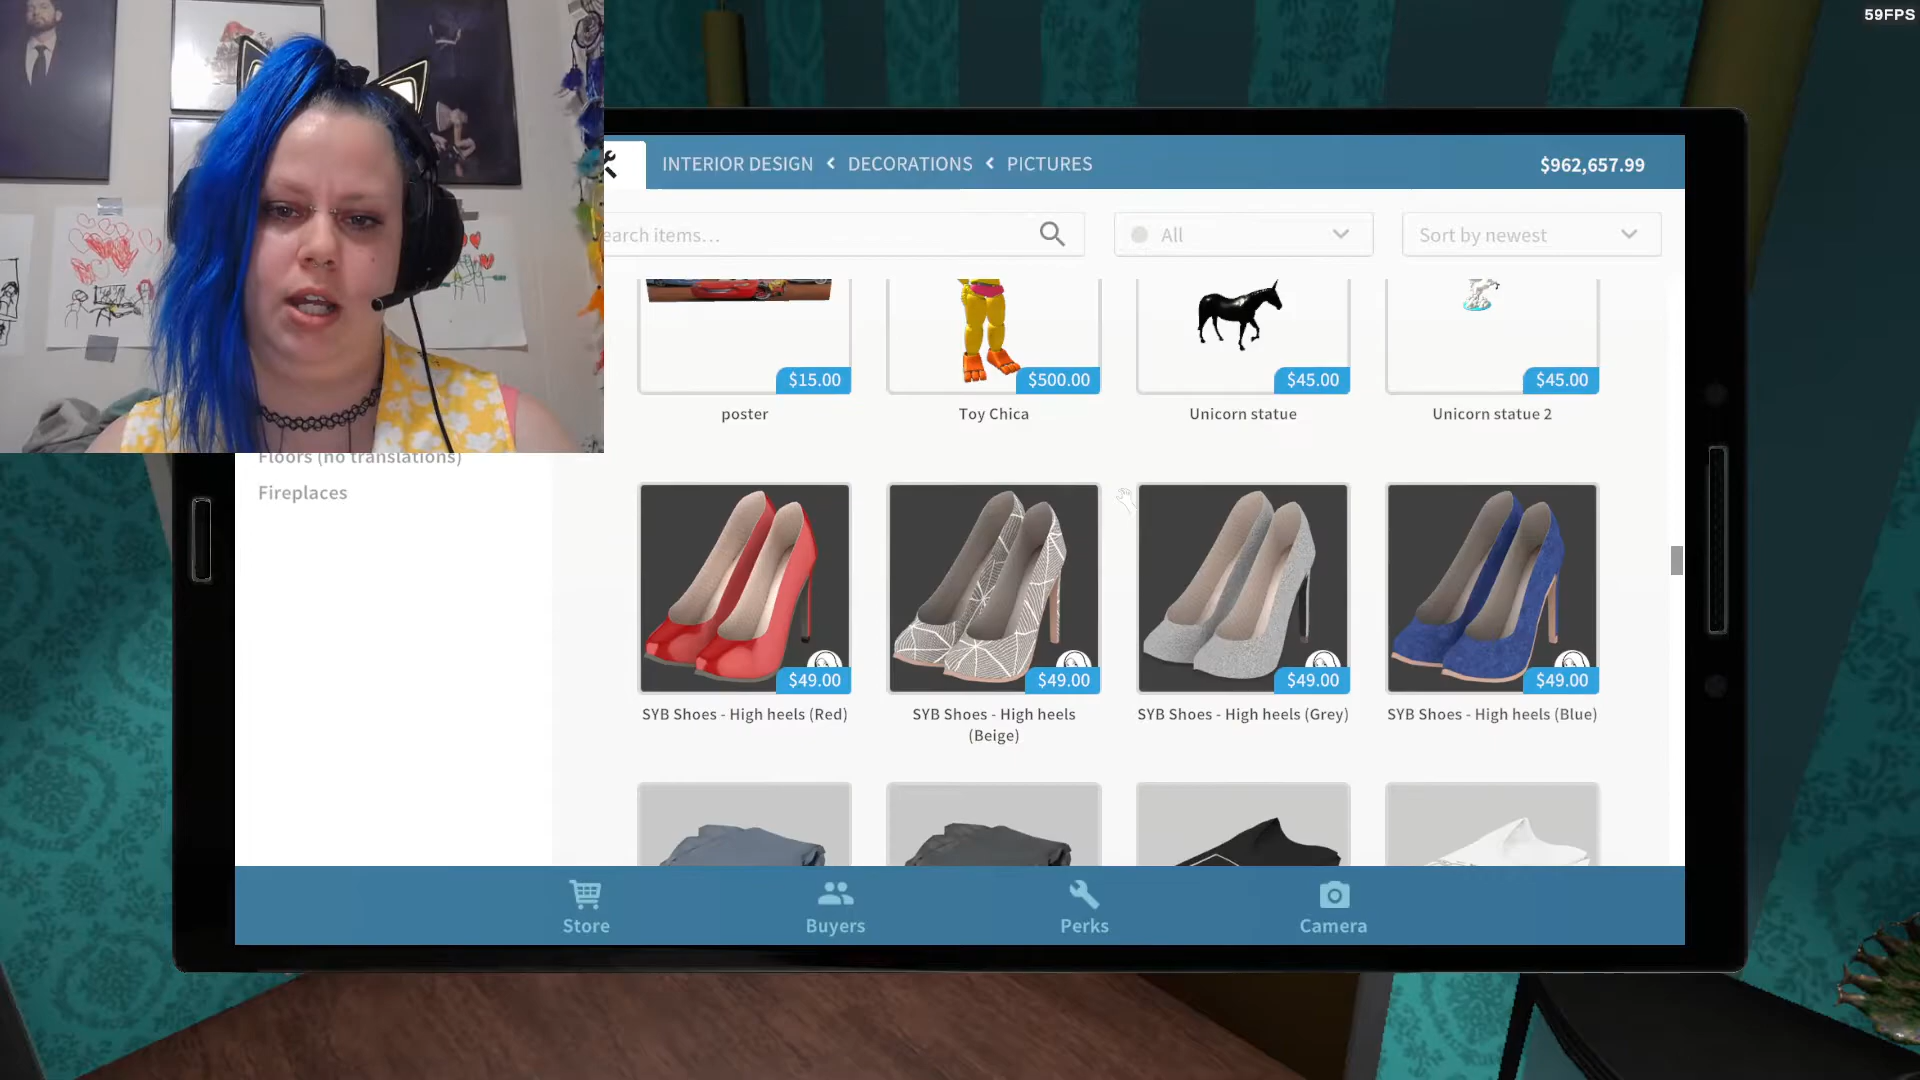 59FPS
INTERIOR DESIGN < DECORATIONS < PICTURES
$962,657.99
earch items...
All
Sort by newest
$15.00
$500.00
$45.00
$45.00
poster
Toy Chica
Unicorn statue
Unicorn statue 2
Floors (no translations)
Fireplaces
$49.00
$49.00
$49.00
$49.00
SYB Shoes - High heels (Red)
SYB Shoes - High heels
(Beige)
SYB Shoes - High heels (Grey)
SYB Shoes - High heels (Blue)
Store
Buyers
Perks
Camera